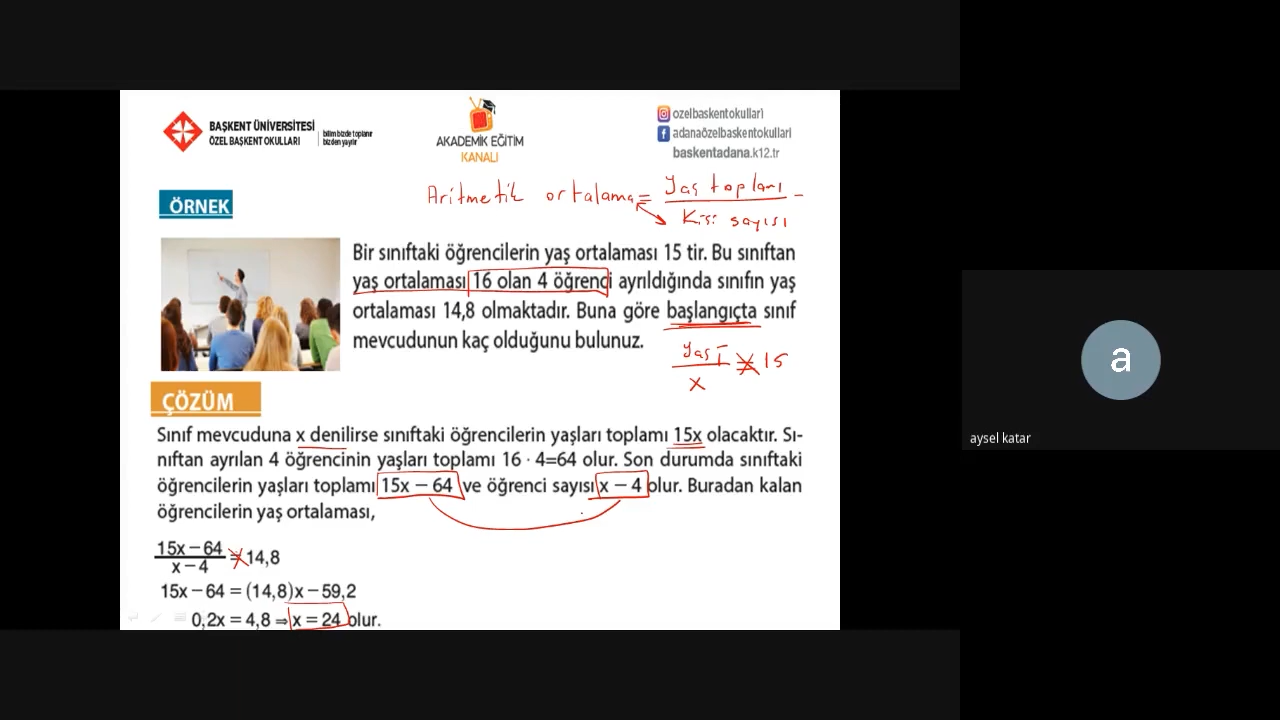 BAŞKENT ÜNİVERSİTESİ
ÖZEL BAŞKENT OKULLARI
bilim bizde toplanır
bizden yayılır
AKADEMİK EĞİTİM
KANALI
ozelbaskentokullari
adanaözelbaskentokullari
baskentadana.k12.tr
Aritmetik ortalama = Yaş toplamı
Kişi sayısı
ÖRNEK
Bir sınıftaki öğrencilerin yaş ortalaması 15 tir. Bu sınıftan
yaş ortalaması 16 olan 4 öğrenci ayrıldığında sınıfın yaş
ortalaması 14,8 olmaktadır. Buna göre başlangıçta sınıf
mevcudunun kaç olduğunu bulunuz.
Yaş T = 15
x
ÇÖZÜM
Sınıf mevcuduna x denilirse sınıftaki öğrencilerin yaşları toplamı 15x olacaktır. Sı-
nıftan ayrılan 4 öğrencinin yaşları toplamı 16 · 4=64 olur. Son durumda sınıftaki
öğrencilerin yaşları toplamı 15x – 64 ve öğrenci sayısı x – 4 olur. Buradan kalan
öğrencilerin yaş ortalaması,
15x – 64
x – 4
= 14,8
15x – 64 = (14,8)x – 59,2
0,2x = 4,8 ⇒ x = 24 olur.
a
aysel katar